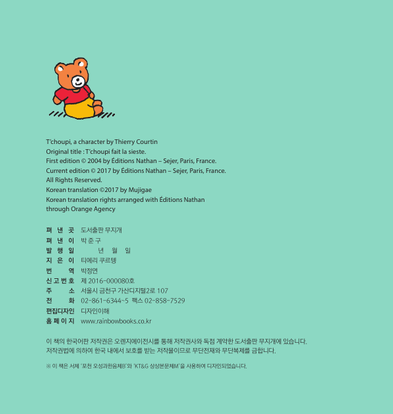 T'choupi, a character by Thierry Courtin
Original title : T'choupi fait la sieste.
First edition © 2004 by Éditions Nathan – Sejer, Paris, France.
Current edition © 2017 by Éditions Nathan – Sejer, Paris, France.
All Rights Reserved.
Korean translation ©2017 by Mujigae
Korean translation rights arranged with Éditions Nathan
through Orange Agency
펴 낸 곳 도서출판 무지개
펴 낸 이 박 준 구
발 행 일 년 월 일
지 은 이 티에리 쿠르탱
번 역 박정연
신 고 번 호 제 2016-000080호
주 소 서울시 금천구 가산디지털2로 107
전 화 02-861-6344~5 팩스 02-858-7529
편집디자인 디자인이때
홈 페 이 지 www.rainbowbooks.co.kr
이 책의 한국어판 저작권은 오렌지에이전시를 통해 저작권사와 독점 계약한 도서출판 무지개에 있습니다.
저작권법에 의하여 한국 내에서 보호를 받는 저작물이므로 무단전재와 무단복제를 금합니다.
※ 이 책은 서체 '포천 오성과한음체B'와 'KT&G 상상본문체M'을 사용하여 디자인되었습니다.